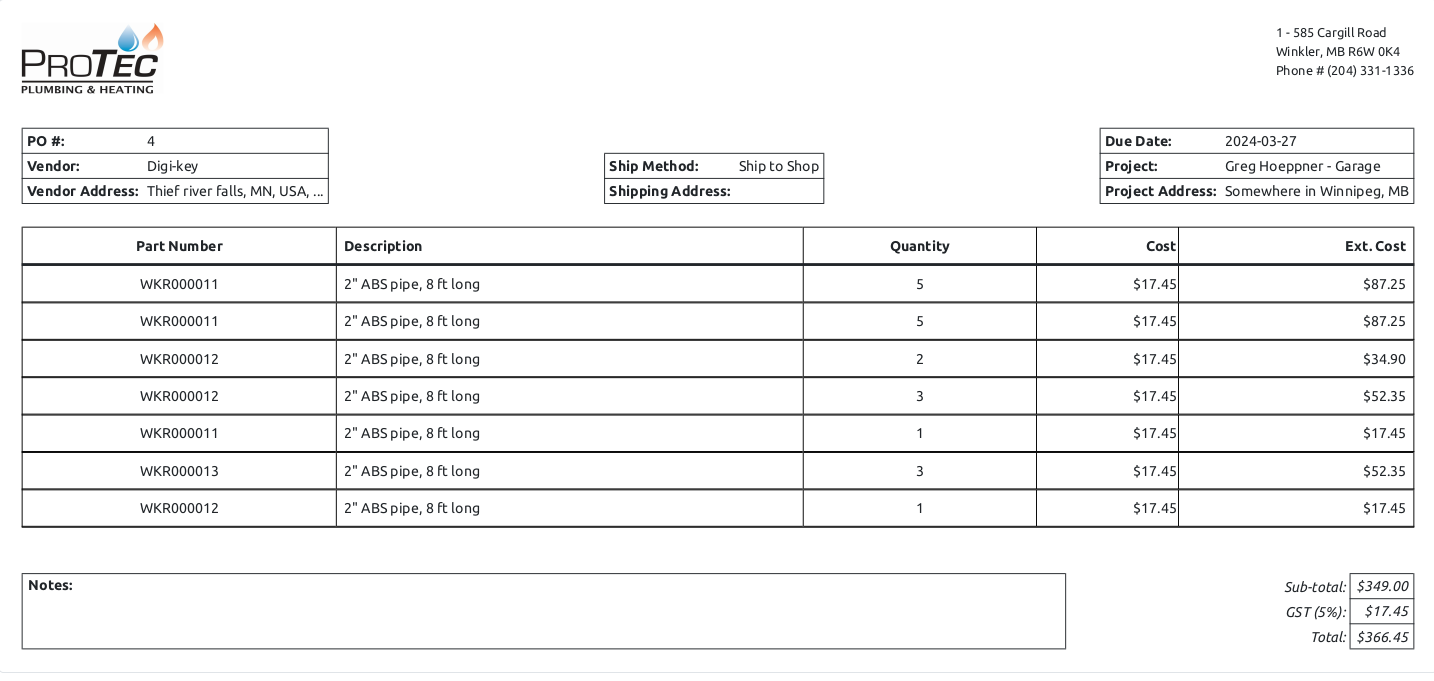 PROTEC
PLUMBING & HEATING
1 - 585 Cargill Road
Winkler, MB R6W 0K4
Phone # (204) 331-1336
PO #: 4
Vendor: Digi-key
Vendor Address: Thief river falls, MN, USA, ...
Ship Method: Ship to Shop
Shipping Address:
Due Date: 2024-03-27
Project: Greg Hoeppner - Garage
Project Address: Somewhere in Winnipeg, MB
Part Number Description Quantity Cost Ext. Cost
WKR000011 2" ABS pipe, 8 ft long 5 $17.45 $87.25
WKR000011 2" ABS pipe, 8 ft long 5 $17.45 $87.25
WKR000012 2" ABS pipe, 8 ft long 2 $17.45 $34.90
WKR000012 2" ABS pipe, 8 ft long 3 $17.45 $52.35
WKR000011 2" ABS pipe, 8 ft long 1 $17.45 $17.45
WKR000013 2" ABS pipe, 8 ft long 3 $17.45 $52.35
WKR000012 2" ABS pipe, 8 ft long 1 $17.45 $17.45
Notes:
Sub-total: $349.00
GST (5%): $17.45
Total: $366.45